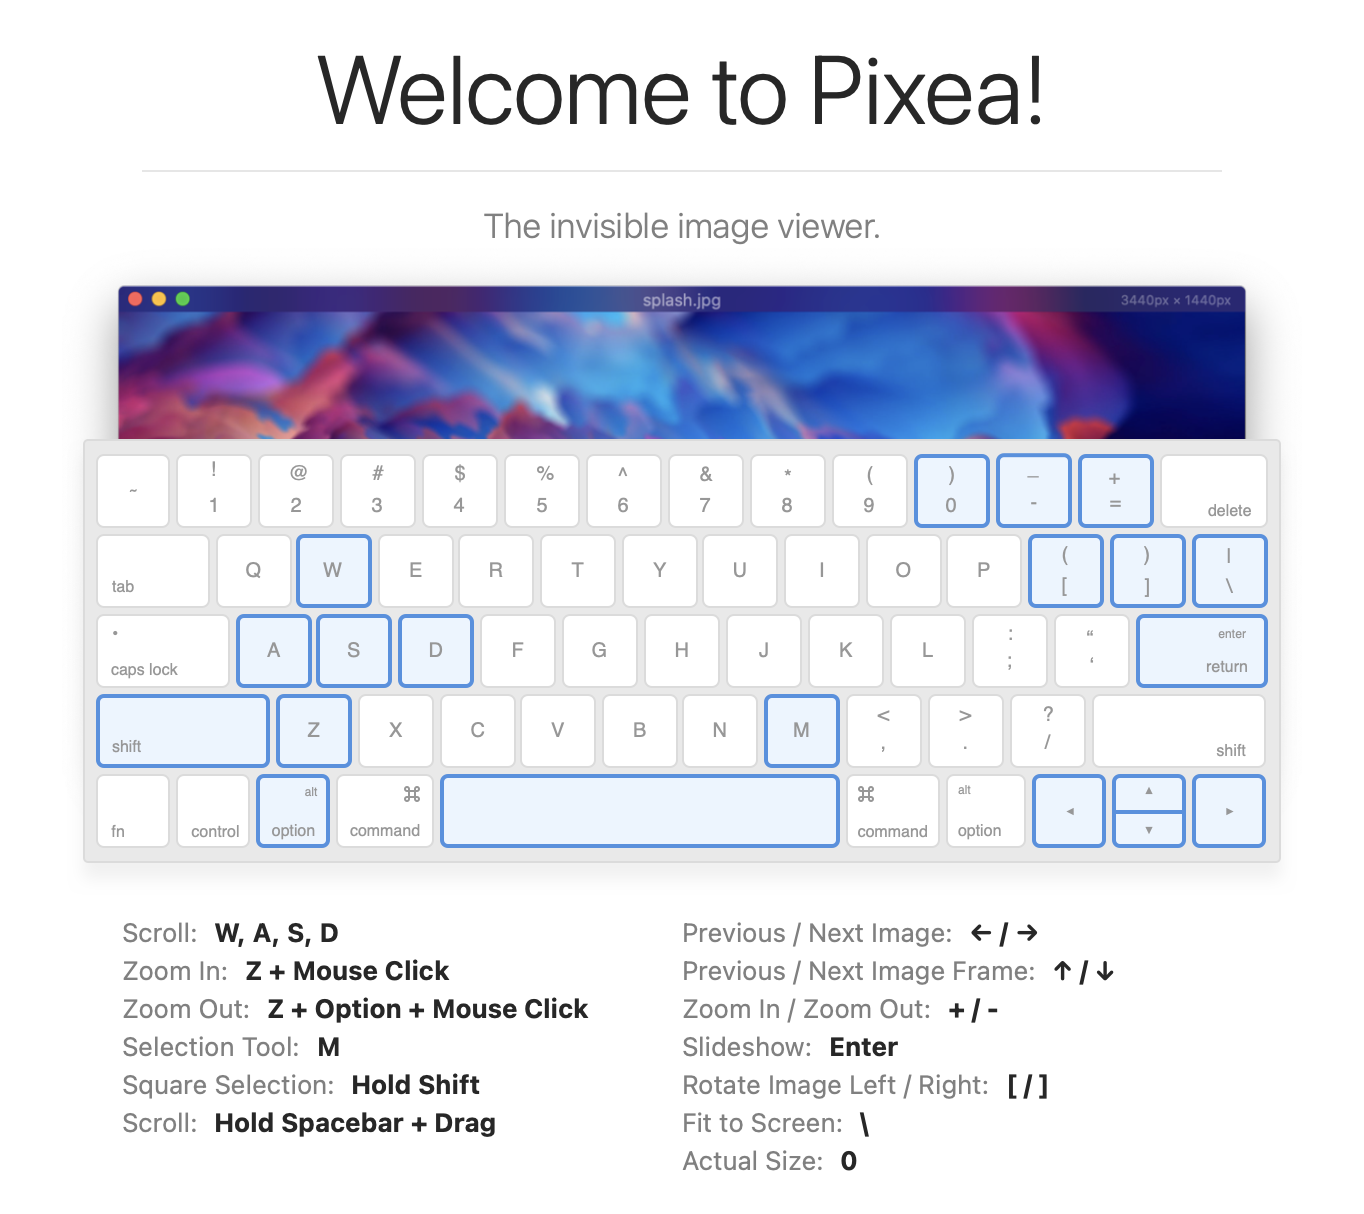 Welcome to Pixea!
The invisible image viewer.
splash.jpg 3440px × 1440px
~ ! 1 @ 2 # 3 $ 4 % 5 ^ 6 & 7 * 8 ( 9 ) 0 _ - + = delete
tab Q W E R T Y U I O P ( [ ) ] | \
• caps lock A S D F G H J K L : ; “ ‘ enter return
shift Z X C V B N M < , > . ? / shift
fn control alt option ⌘ command ⌘ command alt option ◂ ▴ ▾ ▸
Scroll: W, A, S, D
Zoom In: Z + Mouse Click
Zoom Out: Z + Option + Mouse Click
Selection Tool: M
Square Selection: Hold Shift
Scroll: Hold Spacebar + Drag
Previous / Next Image: ← / →
Previous / Next Image Frame: ↑ / ↓
Zoom In / Zoom Out: + / -
Slideshow: Enter
Rotate Image Left / Right: [ / ]
Fit to Screen: \
Actual Size: 0